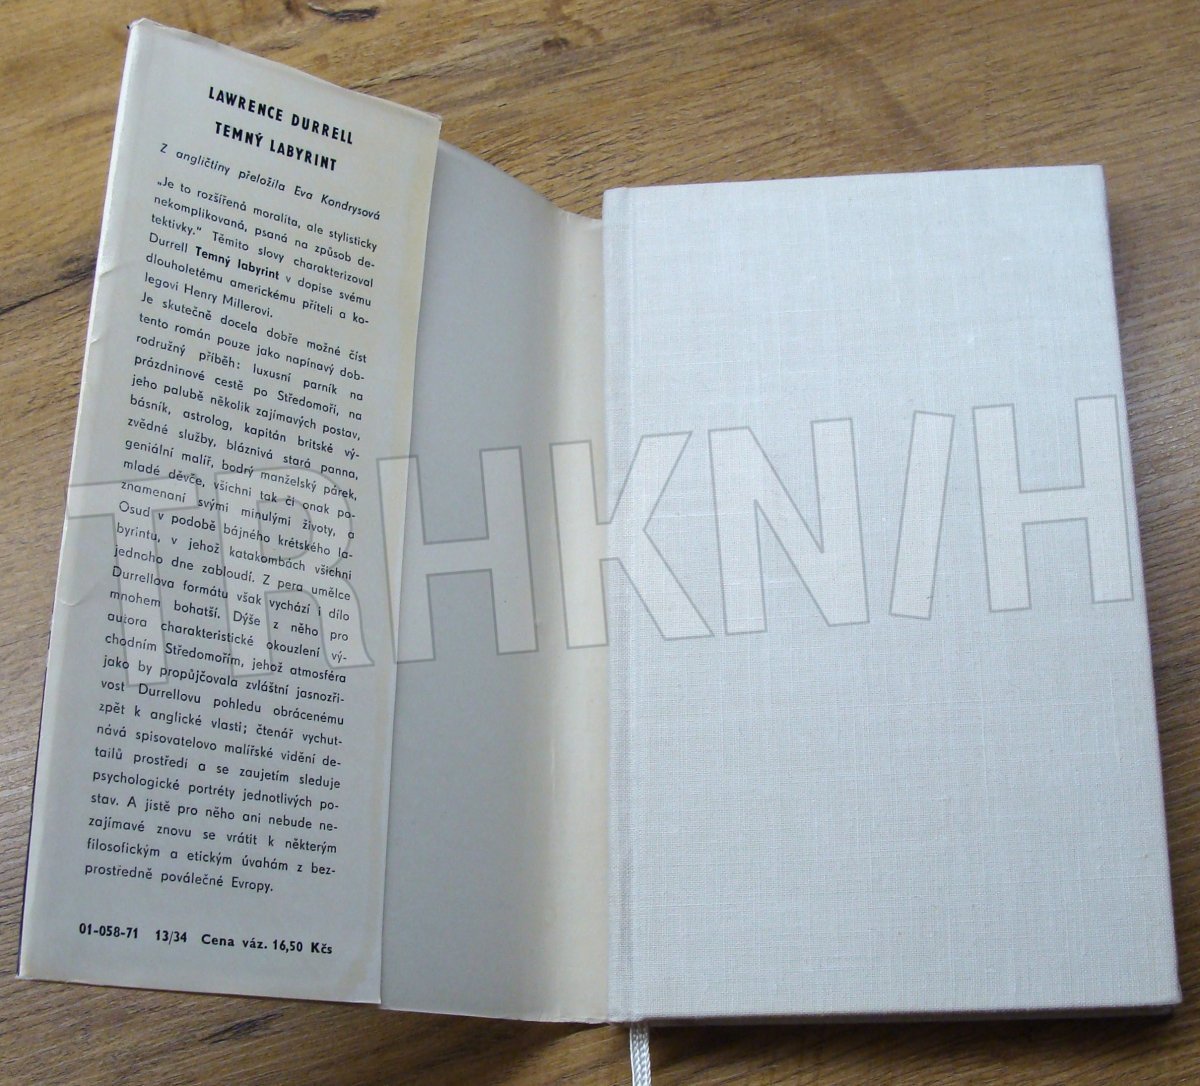 LAWRENCE DURRELL
TEMNÝ LABYRINT
Z angličtiny přeložila Eva Kondrysová
„Je to rozšířená moralita, ale stylisticky
nekomplikovaná, psaná na způsob de-
tektivky.“ Těmito slovy charakterizoval
Durrell Temný labyrint v dopise svému
dlouholetému americkému příteli a ko-
legovi Henry Millerovi.
Je skutečně docela dobře možné číst
tento román pouze jako napínavý dob-
rodružný příběh: luxusní parník na
prázdninové cestě po Středomoří, na
jeho palubě několik zajímavých postav,
básník, astrolog, kapitán britské vý-
zvědné služby, bláznivá stará panna,
geniální malíř, bodrý manželský párek,
mladé děvče, všichni tak či onak po-
znamenaní svými minulými životy, a
Osud v podobě bájného krétského la-
byrintu, v jehož katakombách všichni
jednoho dne zabloudí. Z pera umělce
Durrellova formátu však vychází i dílo
mnohem bohatší. Dýše z něho pro
autora charakteristické okouzlení vý-
chodním Středomořím, jehož atmosféra
jako by propůjčovala zvláštní jasnozři-
vost Durrellovu pohledu obrácenému
zpět k anglické vlasti; čtenář vychut-
nává spisovatelovo malířské vidění de-
tailů prostředí a se zaujetím sleduje
psychologické portréty jednotlivých po-
stav. A jistě pro něho ani nebude ne-
zajímavé znovu se vrátit k některým
filosofickým a etickým úvahám z bez-
prostředně poválečné Evropy.
01-058-71 13/34 Cena váz. 16,50 Kčs
TRHKN/H